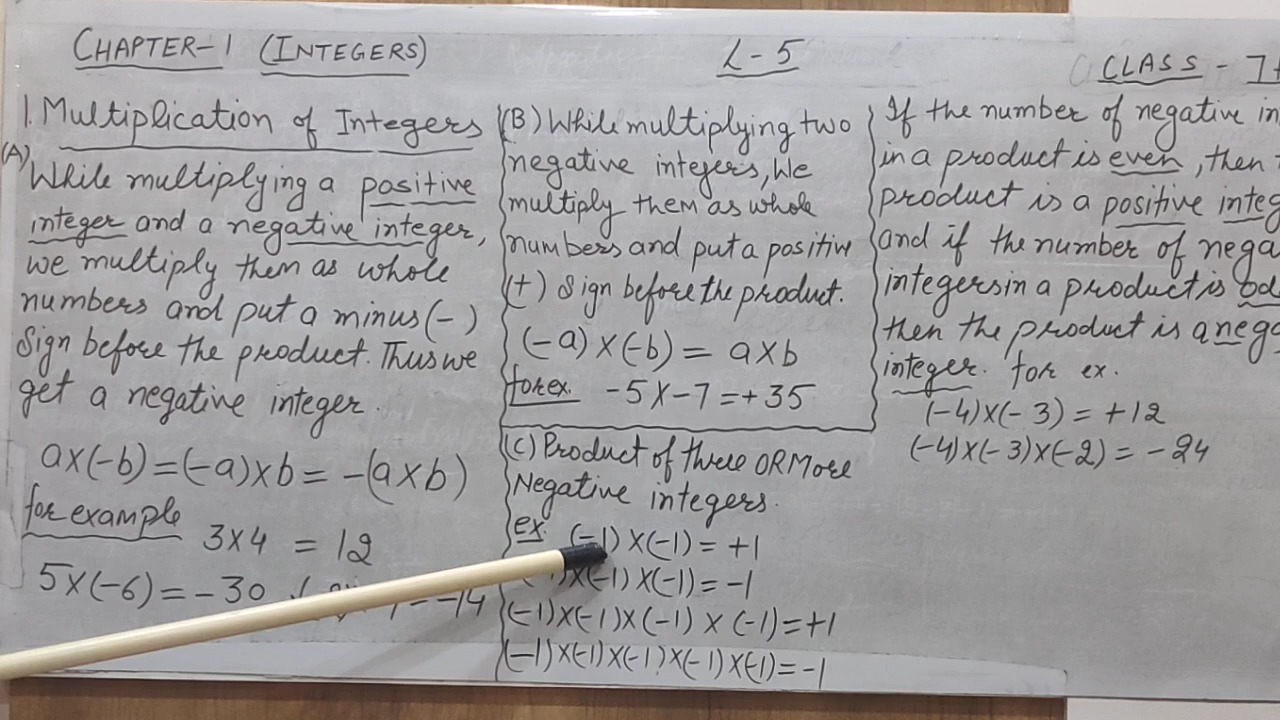 CHAPTER-1 (INTEGERS)
L-5
CLASS - 7
1. Multiplication of Integers
(A) While multiplying a positive
integer and a negative integer,
we multiply them as whole
numbers and put a minus (-)
Sign before the product. Thus we
get a negative integer.
a×(-b)=(-a)×b=-(a×b)
for example
3×4 = 12
5×(-6)=-30
=-14
(B) While multiplying two
negative integers, We
multiply them as whole
numbers and put a positive
(+) Sign before the product.
(-a)×(-b)= a×b
for ex. -5×-7=+35
(C) Product of three OR More
Negative integers.
ex. (-1)×(-1)= +1
×(-1)×(-1)=-1
(-1)×(-1)×(-1)×(-1)=+1
(-1)×(-1)×(-1)×(-1)×(-1)=-1
If the number of negative
in a product is even, then
product is a positive
and if the number of
integers in a product is
then the product is a
integer. for ex.
(-4)×(-3)=+12
(-4)×(-3)×(-2)=-24